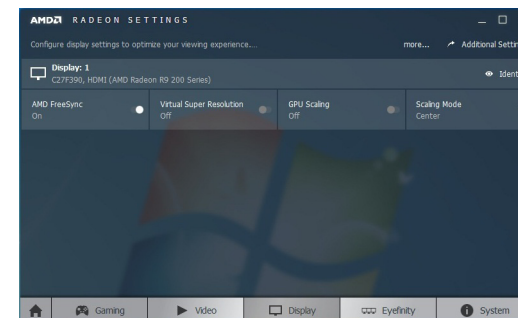 AMD RADEON SETTINGS
Configure display settings to optimize your viewing experience.... more... Additional Settin
Display: 1
C27F390, HDMI (AMD Radeon R9 200 Series) Ident
AMD FreeSync Virtual Super Resolution GPU Scaling Scaling Mode
On Off Off Center
Gaming Video Display Eyefinity System